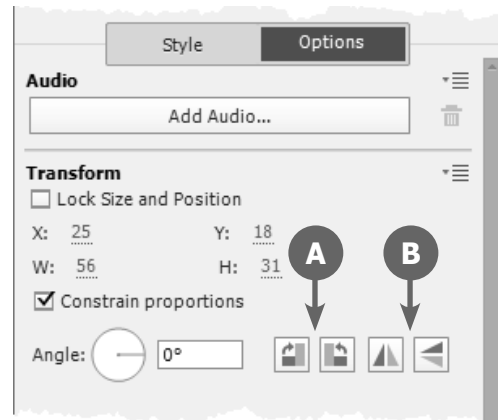 Style Options
Audio
Add Audio...
Transform
Lock Size and Position
X: 25 Y: 18
W: 56 H: 31
A B
Constrain proportions
Angle: 0°